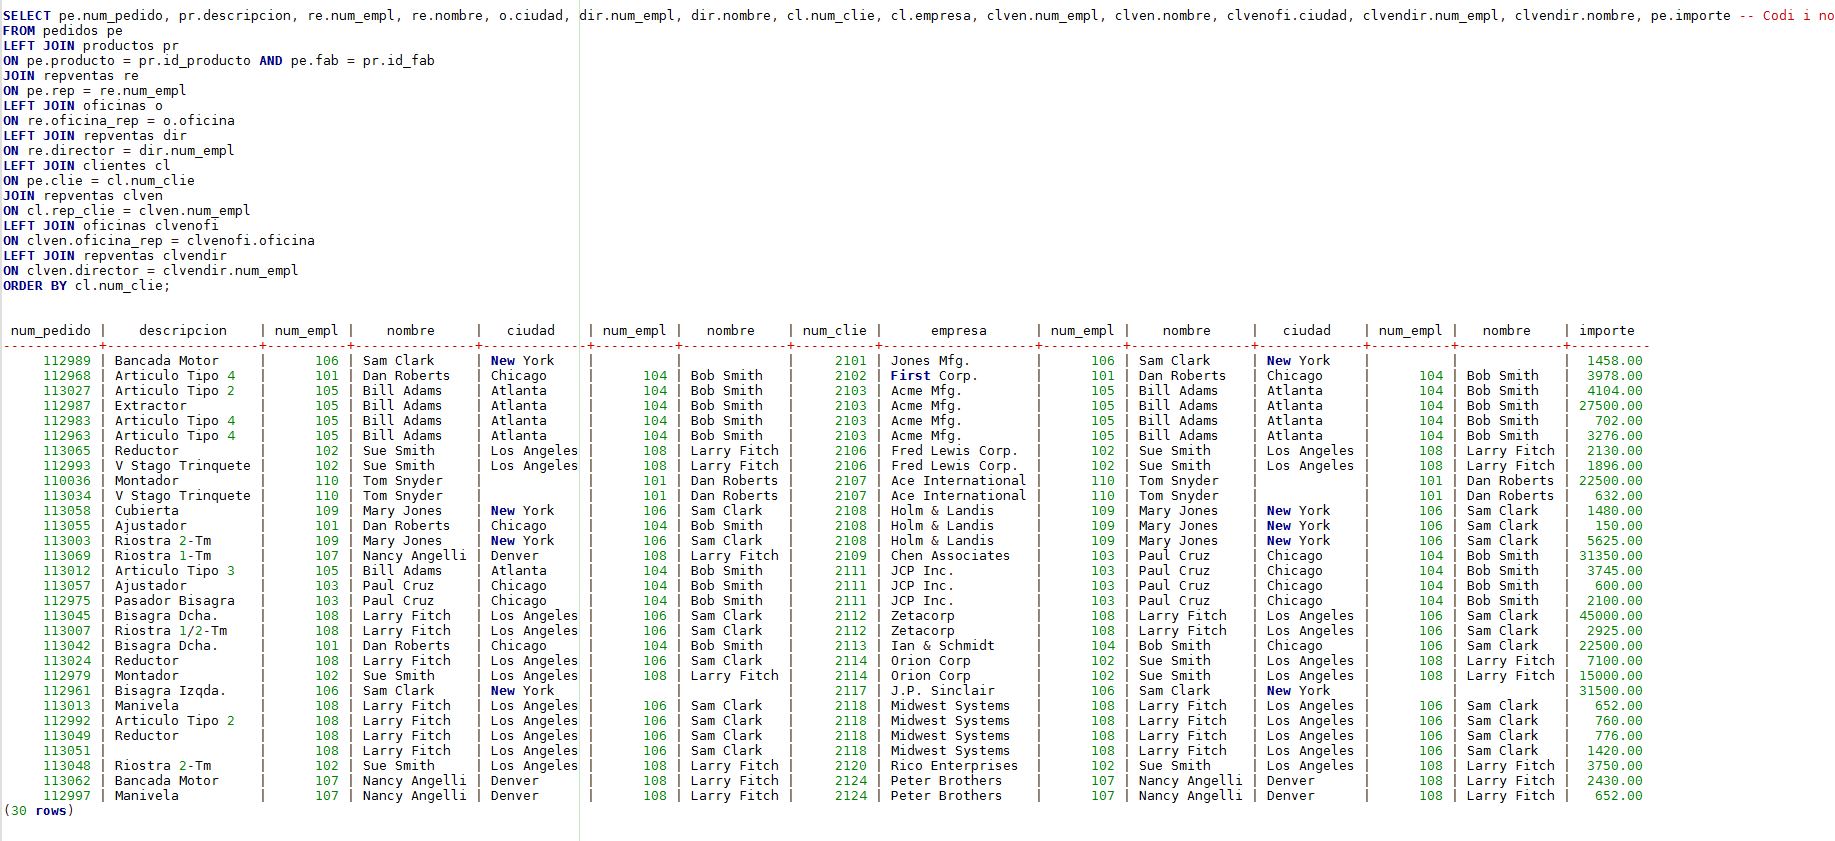 SELECT pe.num_pedido, pr.descripcion, re.num_empl, re.nombre, o.ciudad, dir.num_empl, dir.nombre, cl.num_clie, cl.empresa, clven.num_empl, clven.nombre, clvenofi.ciudad, clvendir.num_empl, clvendir.nombre, pe.importe -- Codi i no
FROM pedidos pe
LEFT JOIN productos pr
ON pe.producto = pr.id_producto AND pe.fab = pr.id_fab
JOIN repventas re
ON pe.rep = re.num_empl
LEFT JOIN oficinas o
ON re.oficina_rep = o.oficina
LEFT JOIN repventas dir
ON re.director = dir.num_empl
LEFT JOIN clientes cl
ON pe.clie = cl.num_clie
JOIN repventas clven
ON cl.rep_clie = clven.num_empl
LEFT JOIN oficinas clvenofi
ON clven.oficina_rep = clvenofi.oficina
LEFT JOIN repventas clvendir
ON clven.director = clvendir.num_empl
ORDER BY cl.num_clie;
num_pedido | descripcion | num_empl | nombre | ciudad | num_empl | nombre | num_clie | empresa | num_empl | nombre | ciudad | num_empl | nombre | importe
------------+-------------------+----------+---------------+-------------+----------+-------------+----------+-------------------+----------+---------------+-------------+----------+-------------+----------
112989 | Bancada Motor | 106 | Sam Clark | New York | | | 2101 | Jones Mfg. | 106 | Sam Clark | New York | | | 1458.00
112968 | Articulo Tipo 4 | 101 | Dan Roberts | Chicago | 104 | Bob Smith | 2102 | First Corp. | 101 | Dan Roberts | Chicago | 104 | Bob Smith | 3978.00
113027 | Articulo Tipo 2 | 105 | Bill Adams | Atlanta | 104 | Bob Smith | 2103 | Acme Mfg. | 105 | Bill Adams | Atlanta | 104 | Bob Smith | 4104.00
112987 | Extractor | 105 | Bill Adams | Atlanta | 104 | Bob Smith | 2103 | Acme Mfg. | 105 | Bill Adams | Atlanta | 104 | Bob Smith | 27500.00
112983 | Articulo Tipo 4 | 105 | Bill Adams | Atlanta | 104 | Bob Smith | 2103 | Acme Mfg. | 105 | Bill Adams | Atlanta | 104 | Bob Smith | 702.00
112963 | Articulo Tipo 4 | 105 | Bill Adams | Atlanta | 104 | Bob Smith | 2103 | Acme Mfg. | 105 | Bill Adams | Atlanta | 104 | Bob Smith | 3276.00
113065 | Reductor | 102 | Sue Smith | Los Angeles | 108 | Larry Fitch | 2106 | Fred Lewis Corp. | 102 | Sue Smith | Los Angeles | 108 | Larry Fitch | 2130.00
112993 | V Stago Trinquete | 102 | Sue Smith | Los Angeles | 108 | Larry Fitch | 2106 | Fred Lewis Corp. | 102 | Sue Smith | Los Angeles | 108 | Larry Fitch | 1896.00
110036 | Montador | 110 | Tom Snyder | | 101 | Dan Roberts | 2107 | Ace International | 110 | Tom Snyder | | 101 | Dan Roberts | 22500.00
113034 | V Stago Trinquete | 110 | Tom Snyder | | 101 | Dan Roberts | 2107 | Ace International | 110 | Tom Snyder | | 101 | Dan Roberts | 632.00
113058 | Cubierta | 109 | Mary Jones | New York | 106 | Sam Clark | 2108 | Holm & Landis | 109 | Mary Jones | New York | 106 | Sam Clark | 1480.00
113055 | Ajustador | 101 | Dan Roberts | Chicago | 104 | Bob Smith | 2108 | Holm & Landis | 109 | Mary Jones | New York | 106 | Sam Clark | 150.00
113003 | Riostra 2-Tm | 109 | Mary Jones | New York | 106 | Sam Clark | 2108 | Holm & Landis | 109 | Mary Jones | New York | 106 | Sam Clark | 5625.00
113069 | Riostra 1-Tm | 107 | Nancy Angelli | Denver | 108 | Larry Fitch | 2109 | Chen Associates | 103 | Paul Cruz | Chicago | 104 | Bob Smith | 31350.00
113012 | Articulo Tipo 3 | 105 | Bill Adams | Atlanta | 104 | Bob Smith | 2111 | JCP Inc. | 103 | Paul Cruz | Chicago | 104 | Bob Smith | 3745.00
113057 | Ajustador | 103 | Paul Cruz | Chicago | 104 | Bob Smith | 2111 | JCP Inc. | 103 | Paul Cruz | Chicago | 104 | Bob Smith | 600.00
112975 | Pasador Bisagra | 103 | Paul Cruz | Chicago | 104 | Bob Smith | 2111 | JCP Inc. | 103 | Paul Cruz | Chicago | 104 | Bob Smith | 2100.00
113045 | Bisagra Dcha. | 108 | Larry Fitch | Los Angeles | 106 | Sam Clark | 2112 | Zetacorp | 108 | Larry Fitch | Los Angeles | 106 | Sam Clark | 45000.00
113007 | Riostra 1/2-Tm | 108 | Larry Fitch | Los Angeles | 106 | Sam Clark | 2112 | Zetacorp | 108 | Larry Fitch | Los Angeles | 106 | Sam Clark | 2925.00
113042 | Bisagra Dcha. | 101 | Dan Roberts | Chicago | 104 | Bob Smith | 2113 | Ian & Schmidt | 104 | Bob Smith | Chicago | 106 | Sam Clark | 22500.00
113024 | Reductor | 108 | Larry Fitch | Los Angeles | 106 | Sam Clark | 2114 | Orion Corp | 102 | Sue Smith | Los Angeles | 108 | Larry Fitch | 7100.00
112979 | Montador | 102 | Sue Smith | Los Angeles | 108 | Larry Fitch | 2114 | Orion Corp | 102 | Sue Smith | Los Angeles | 108 | Larry Fitch | 15000.00
112961 | Bisagra Izqda. | 106 | Sam Clark | New York | | | 2117 | J.P. Sinclair | 106 | Sam Clark | New York | | | 31500.00
113013 | Manivela | 108 | Larry Fitch | Los Angeles | 106 | Sam Clark | 2118 | Midwest Systems | 108 | Larry Fitch | Los Angeles | 106 | Sam Clark | 652.00
112992 | Articulo Tipo 2 | 108 | Larry Fitch | Los Angeles | 106 | Sam Clark | 2118 | Midwest Systems | 108 | Larry Fitch | Los Angeles | 106 | Sam Clark | 760.00
113049 | Reductor | 108 | Larry Fitch | Los Angeles | 106 | Sam Clark | 2118 | Midwest Systems | 108 | Larry Fitch | Los Angeles | 106 | Sam Clark | 776.00
113051 | | 108 | Larry Fitch | Los Angeles | 106 | Sam Clark | 2118 | Midwest Systems | 108 | Larry Fitch | Los Angeles | 106 | Sam Clark | 1420.00
113048 | Riostra 2-Tm | 102 | Sue Smith | Los Angeles | 108 | Larry Fitch | 2120 | Rico Enterprises | 102 | Sue Smith | Los Angeles | 108 | Larry Fitch | 3750.00
113062 | Bancada Motor | 107 | Nancy Angelli | Denver | 108 | Larry Fitch | 2124 | Peter Brothers | 107 | Nancy Angelli | Denver | 108 | Larry Fitch | 2430.00
112997 | Manivela | 107 | Nancy Angelli | Denver | 108 | Larry Fitch | 2124 | Peter Brothers | 107 | Nancy Angelli | Denver | 108 | Larry Fitch | 652.00
(30 rows)